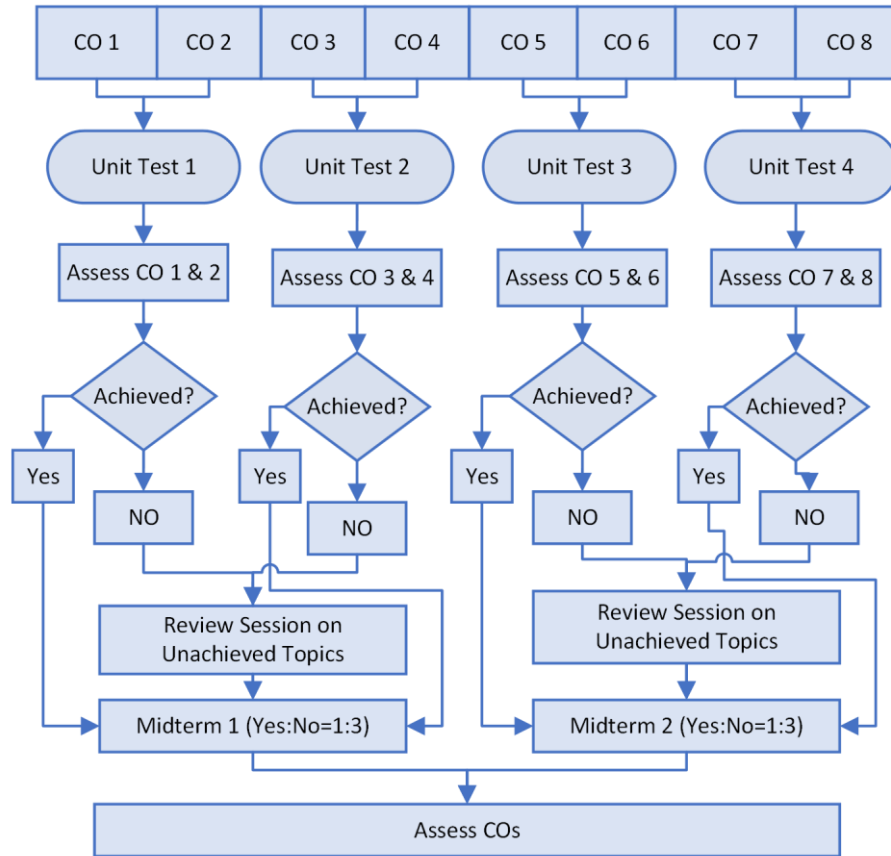 CO 1
CO 2
CO 3
CO 4
CO 5
CO 6
CO 7
CO 8
Unit Test 1
Unit Test 2
Unit Test 3
Unit Test 4
Assess CO 1 & 2
Assess CO 3 & 4
Assess CO 5 & 6
Assess CO 7 & 8
Achieved?
Achieved?
Achieved?
Achieved?
Yes
Yes
Yes
Yes
NO
NO
NO
NO
Review Session on
Unachieved Topics
Review Session on
Unachieved Topics
Midterm 1 (Yes:No=1:3)
Midterm 2 (Yes:No=1:3)
Assess COs